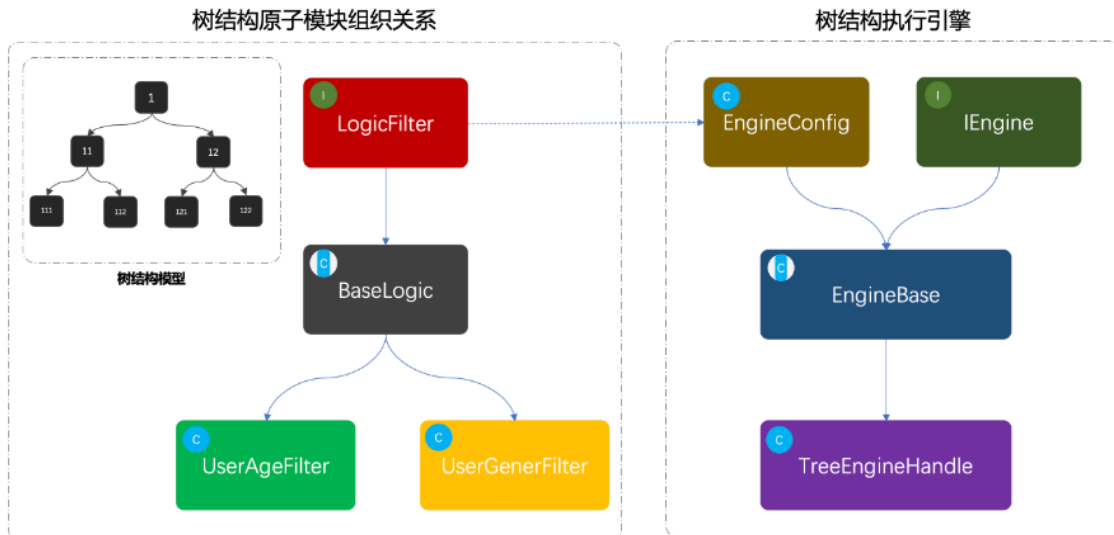 树结构原子模块组织关系
树结构执行引擎
1
11
12
111
112
121
122
树结构模型
I
LogicFilter
C
EngineConfig
I
IEngine
C
BaseLogic
C
EngineBase
C
UserAgeFilter
C
UserGenerFilter
C
TreeEngineHandle